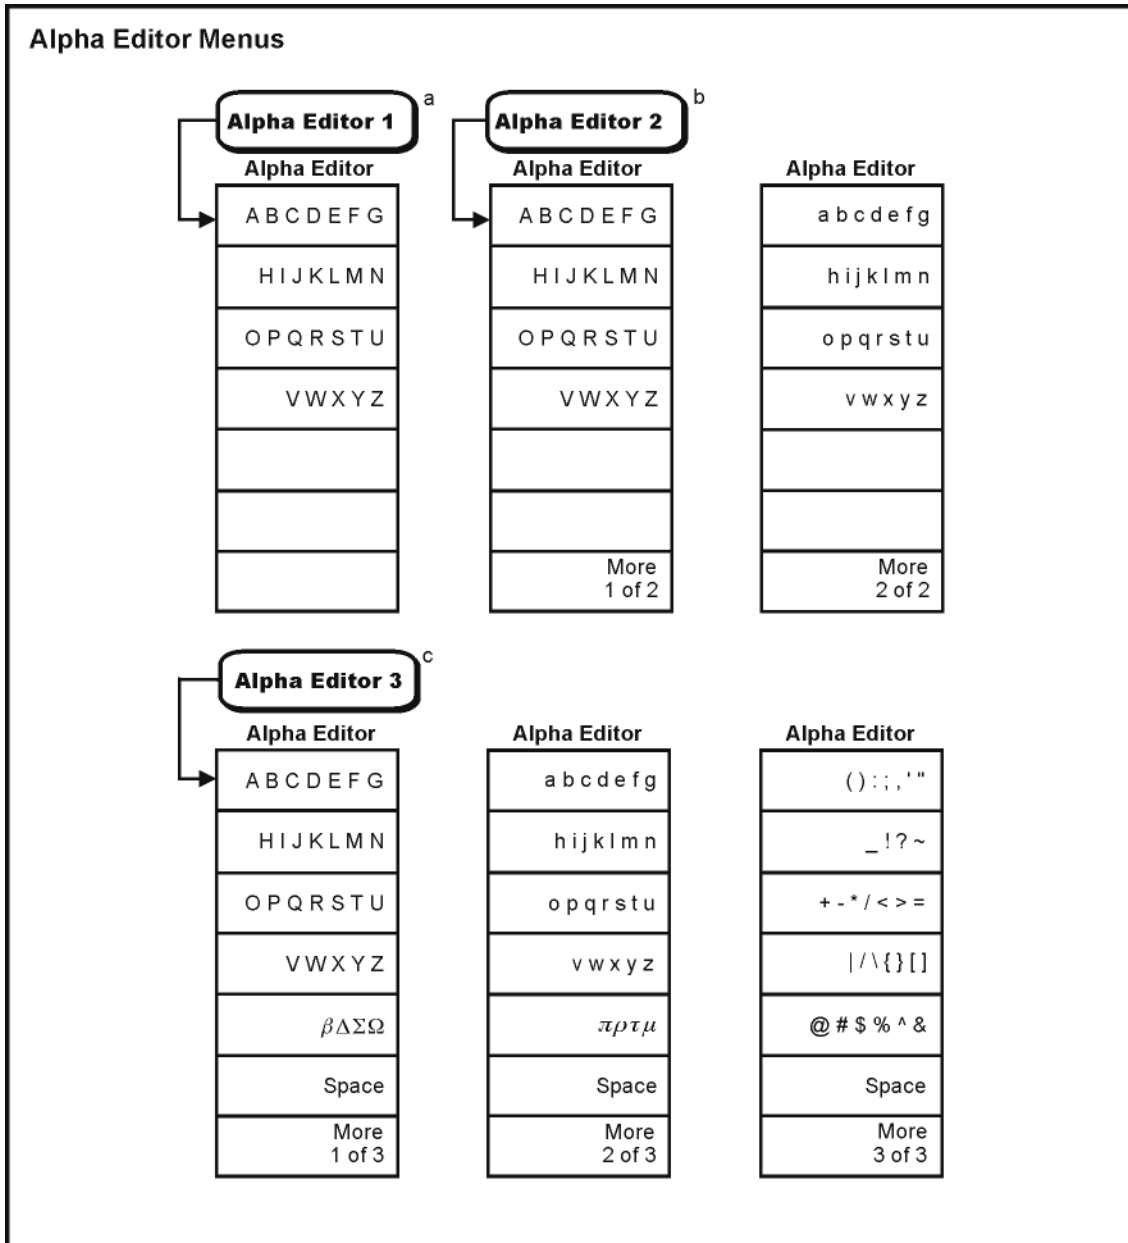 Alpha Editor Menus
Alpha Editor 1 a
Alpha Editor
A B C D E F G
H I J K L M N
O P Q R S T U
V W X Y Z
Alpha Editor 2 b
Alpha Editor
A B C D E F G
H I J K L M N
O P Q R S T U
V W X Y Z
More
1 of 2
Alpha Editor
a b c d e f g
h i j k l m n
o p q r s t u
v w x y z
More
2 of 2
Alpha Editor 3 c
Alpha Editor
A B C D E F G
H I J K L M N
O P Q R S T U
V W X Y Z
βΔΣΩ
Space
More
1 of 3
Alpha Editor
a b c d e f g
h i j k l m n
o p q r s t u
v w x y z
πρτμ
Space
More
2 of 3
Alpha Editor
( ) : ; , ' "
_ ! ? ~
+ - * / < > =
| / \ { } [ ]
@ # $ % ^ &
Space
More
3 of 3